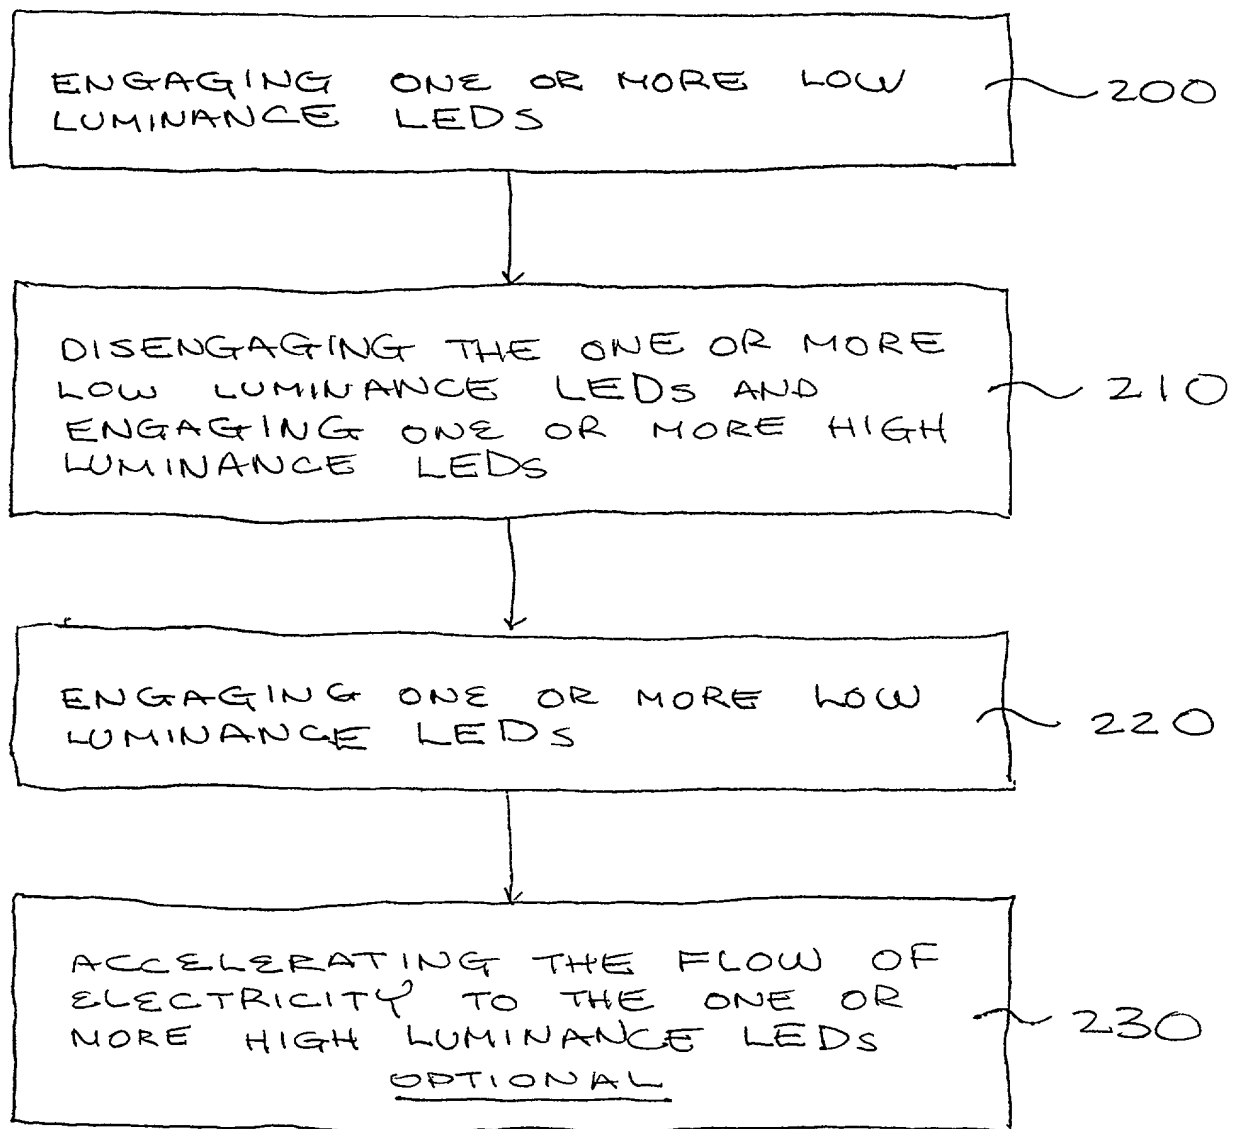 ENGAGING ONE OR MORE LOW
LUMINANCE LEDS
200
DISENGAGING THE ONE OR MORE
LOW LUMINANCE LEDS AND
ENGAGING ONE OR MORE HIGH
LUMINANCE LEDS
210
ENGAGING ONE OR MORE LOW
LUMINANCE LEDS
220
ACCELERATING THE FLOW OF
ELECTRICITY TO THE ONE OR
MORE HIGH LUMINANCE LEDS
OPTIONAL
230